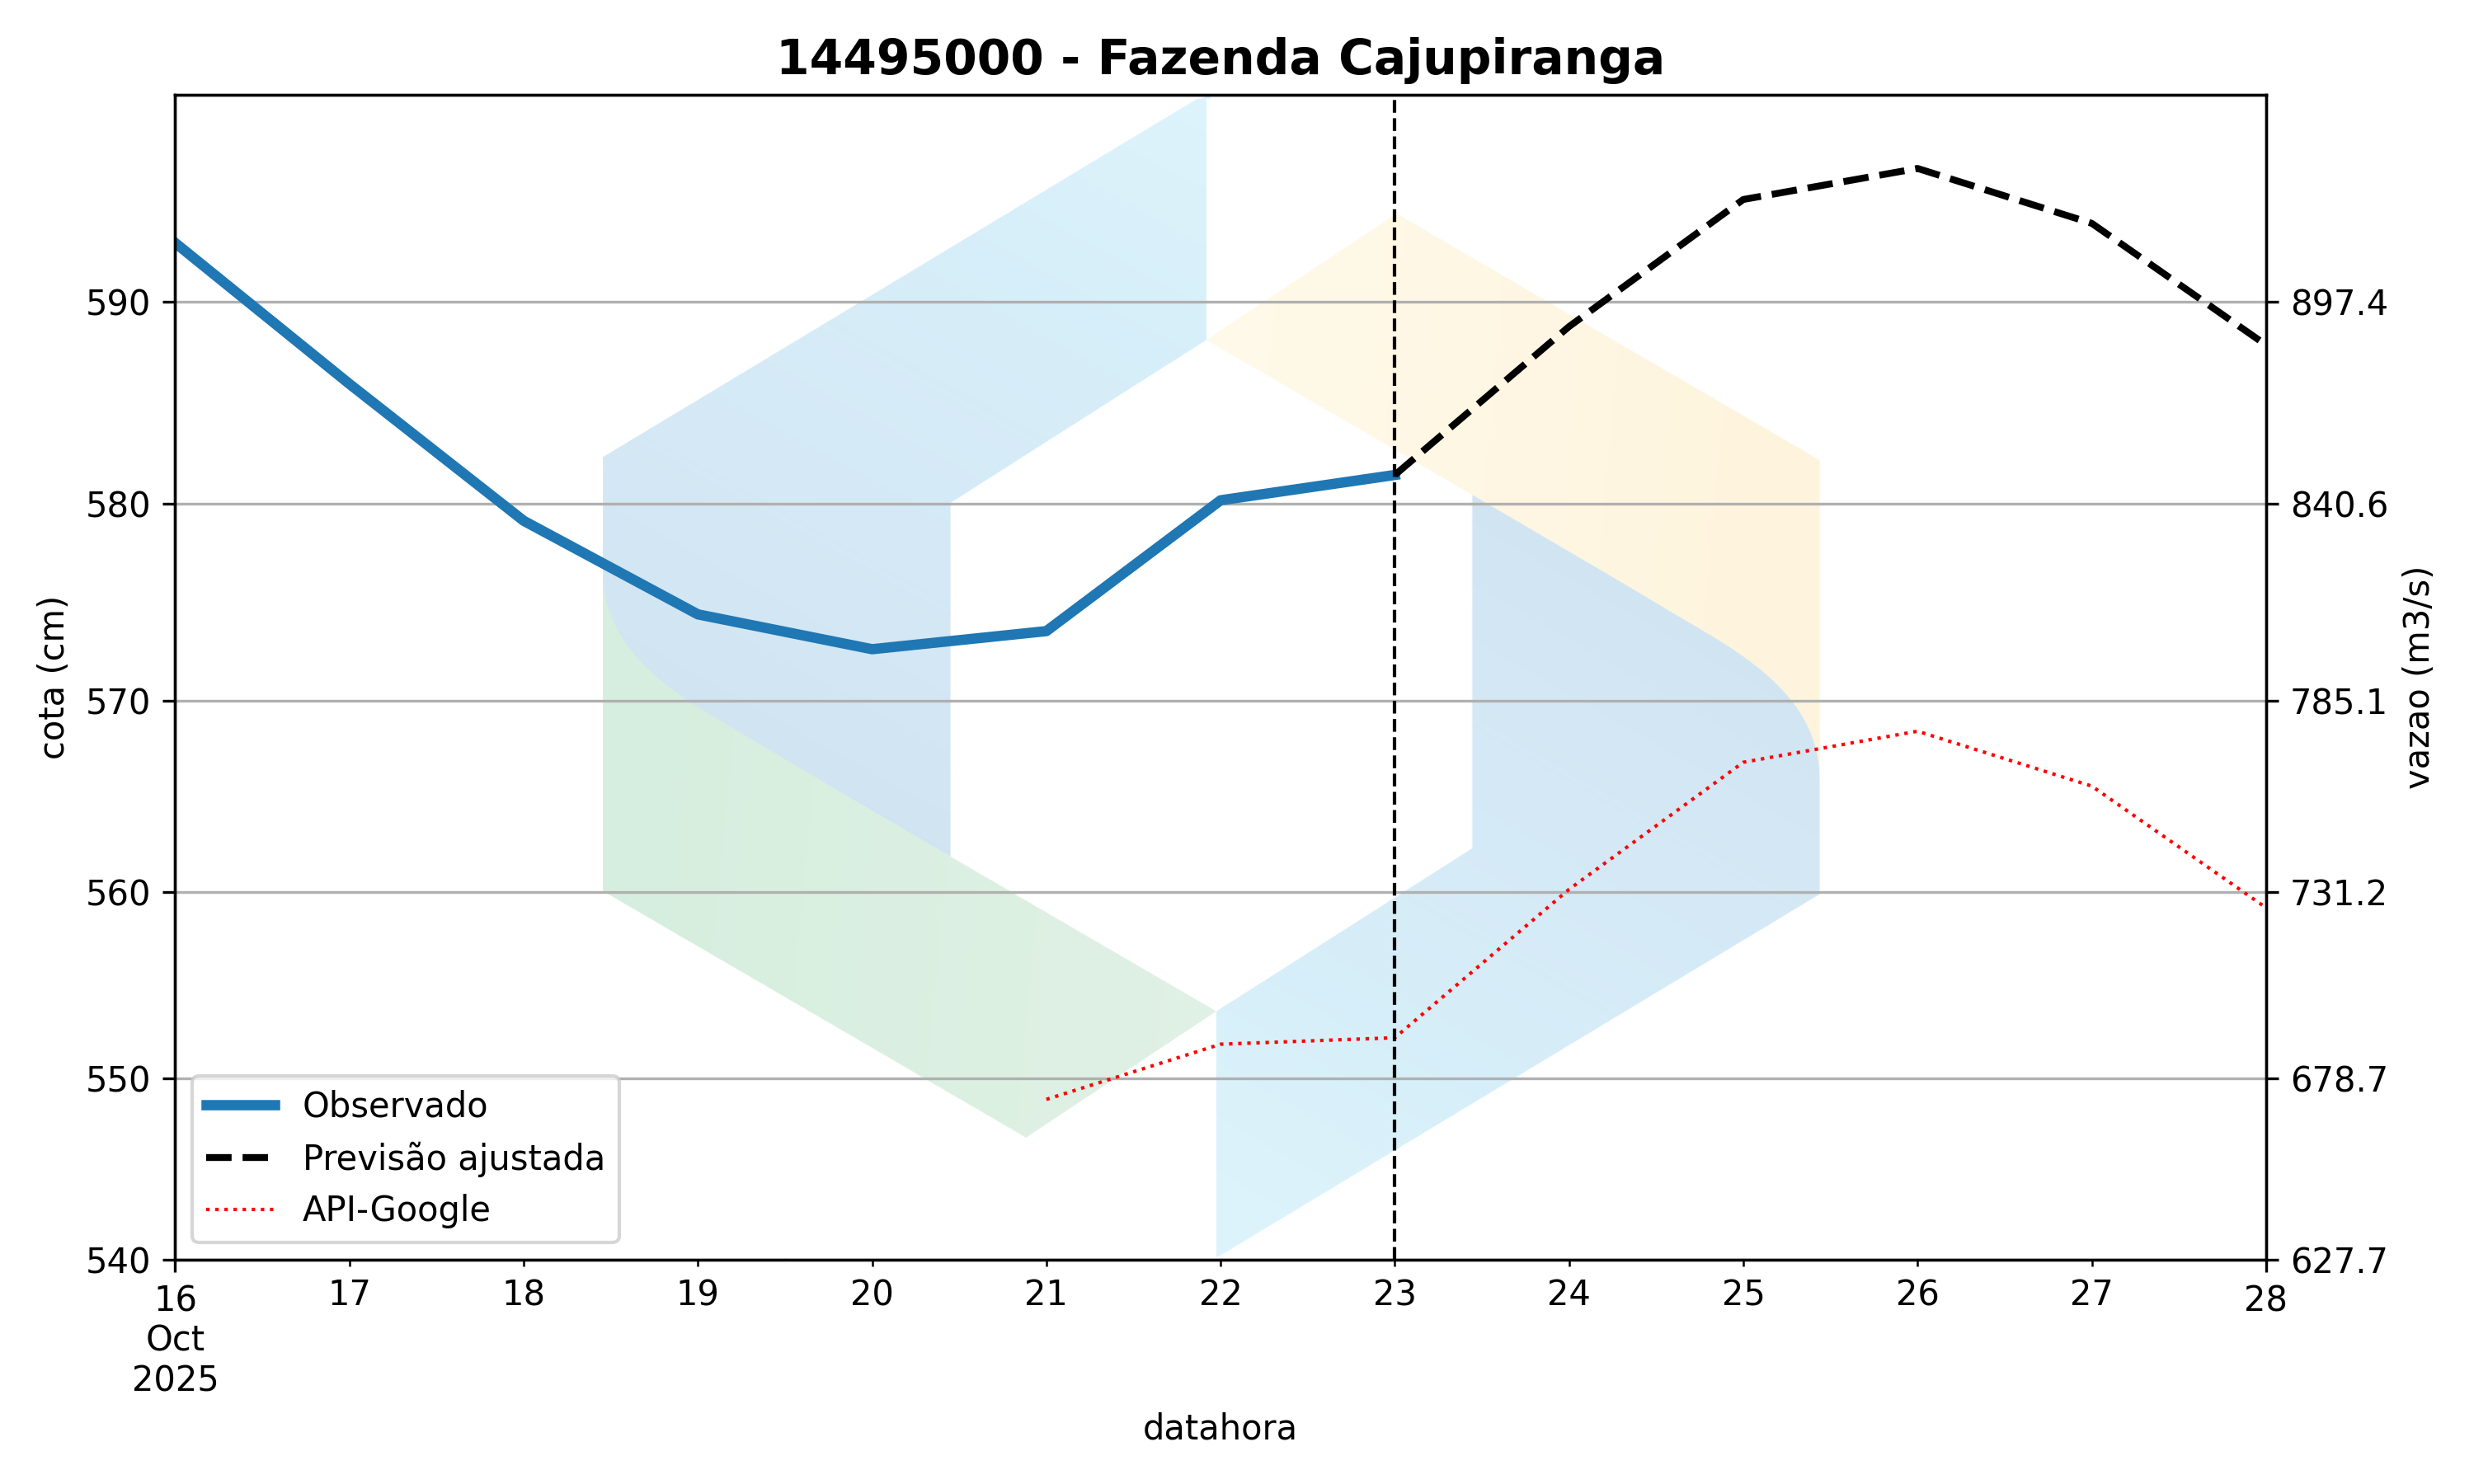 14495000 - Fazenda Cajupiranga
cota (cm)
590
580
570
560
550
540
897.4
840.6
785.1
731.2
678.7
627.7
vazao (m3/s)
Observado
Previsão ajustada
API-Google
16 17 18 19 20 21 22 23 24 25 26 27 28
Oct
2025
datahora